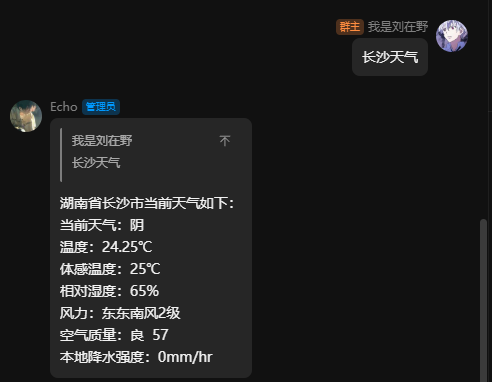 群主 我是刘在野
长沙天气
Echo 管理员
我是刘在野
长沙天气
湖南省长沙市当前天气如下：
当前天气：阴
温度：24.25℃
体感温度：25℃
相对湿度：65%
风力：东东南风2级
空气质量：良 57
本地降水强度：0mm/hr